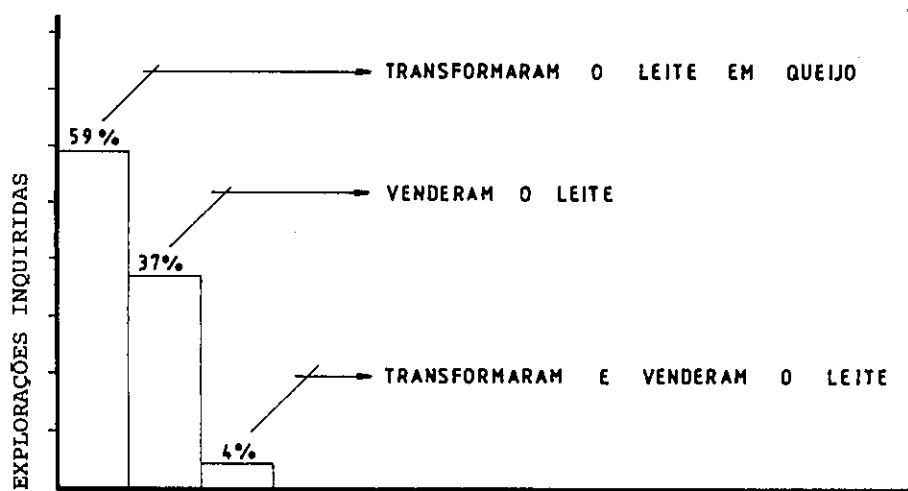 TRANSFORMARAM O LEITE EM QUEIJO
59%
VENDERAM O LEITE
37%
TRANSFORMARAM E VENDERAM O LEITE
4%
EXPLORAÇÕES INQUIRIDAS